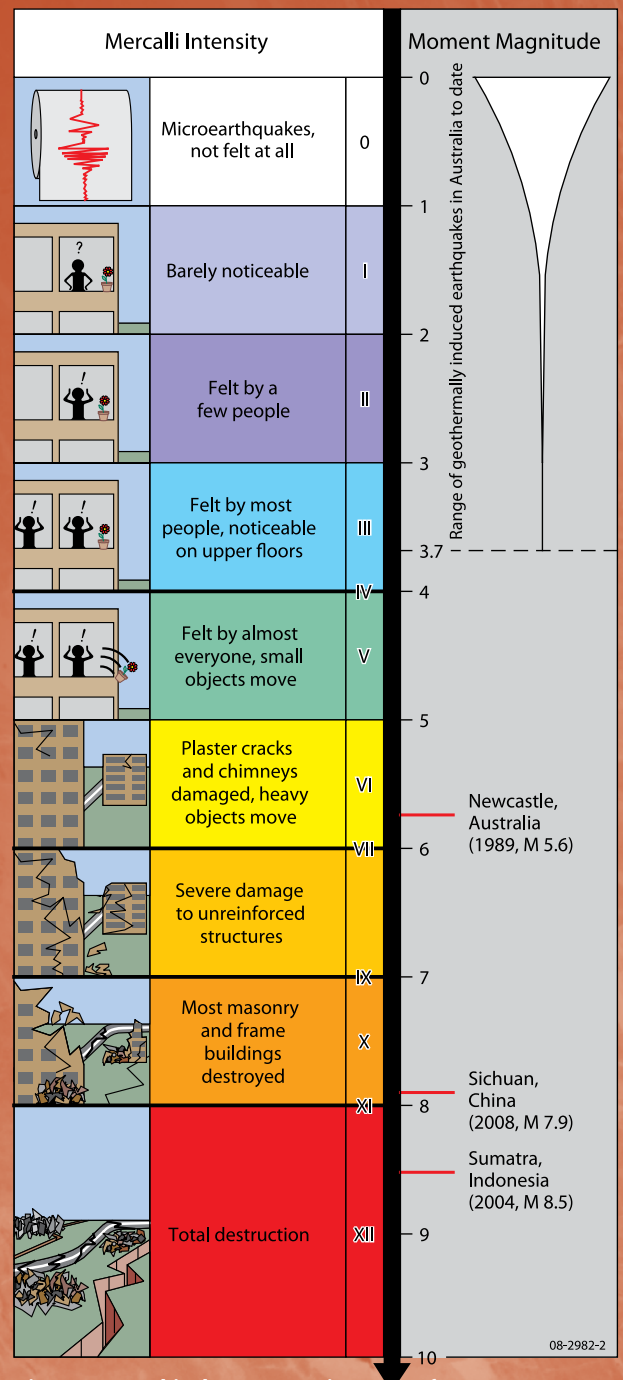 Mercalli Intensity
Moment Magnitude
Microearthquakes,
not felt at all
0
Barely noticeable
I
Felt by a
few people
II
Felt by most
people, noticeable
on upper floors
III
IV
Felt by almost
everyone, small
objects move
V
Plaster cracks
and chimneys
damaged, heavy
objects move
VI
VII
Severe damage
to unreinforced
structures
IX
Most masonry
and frame
buildings
destroyed
X
XI
Total destruction
XII
?
!
!
!
!
!
0
1
2
3
3.7
4
5
6
7
8
9
10
Range of geothermally induced earthquakes in Australia to date
Newcastle,
Australia
(1989, M 5.6)
Sichuan,
China
(2008, M 7.9)
Sumatra,
Indonesia
(2004, M 8.5)
08-2982-2